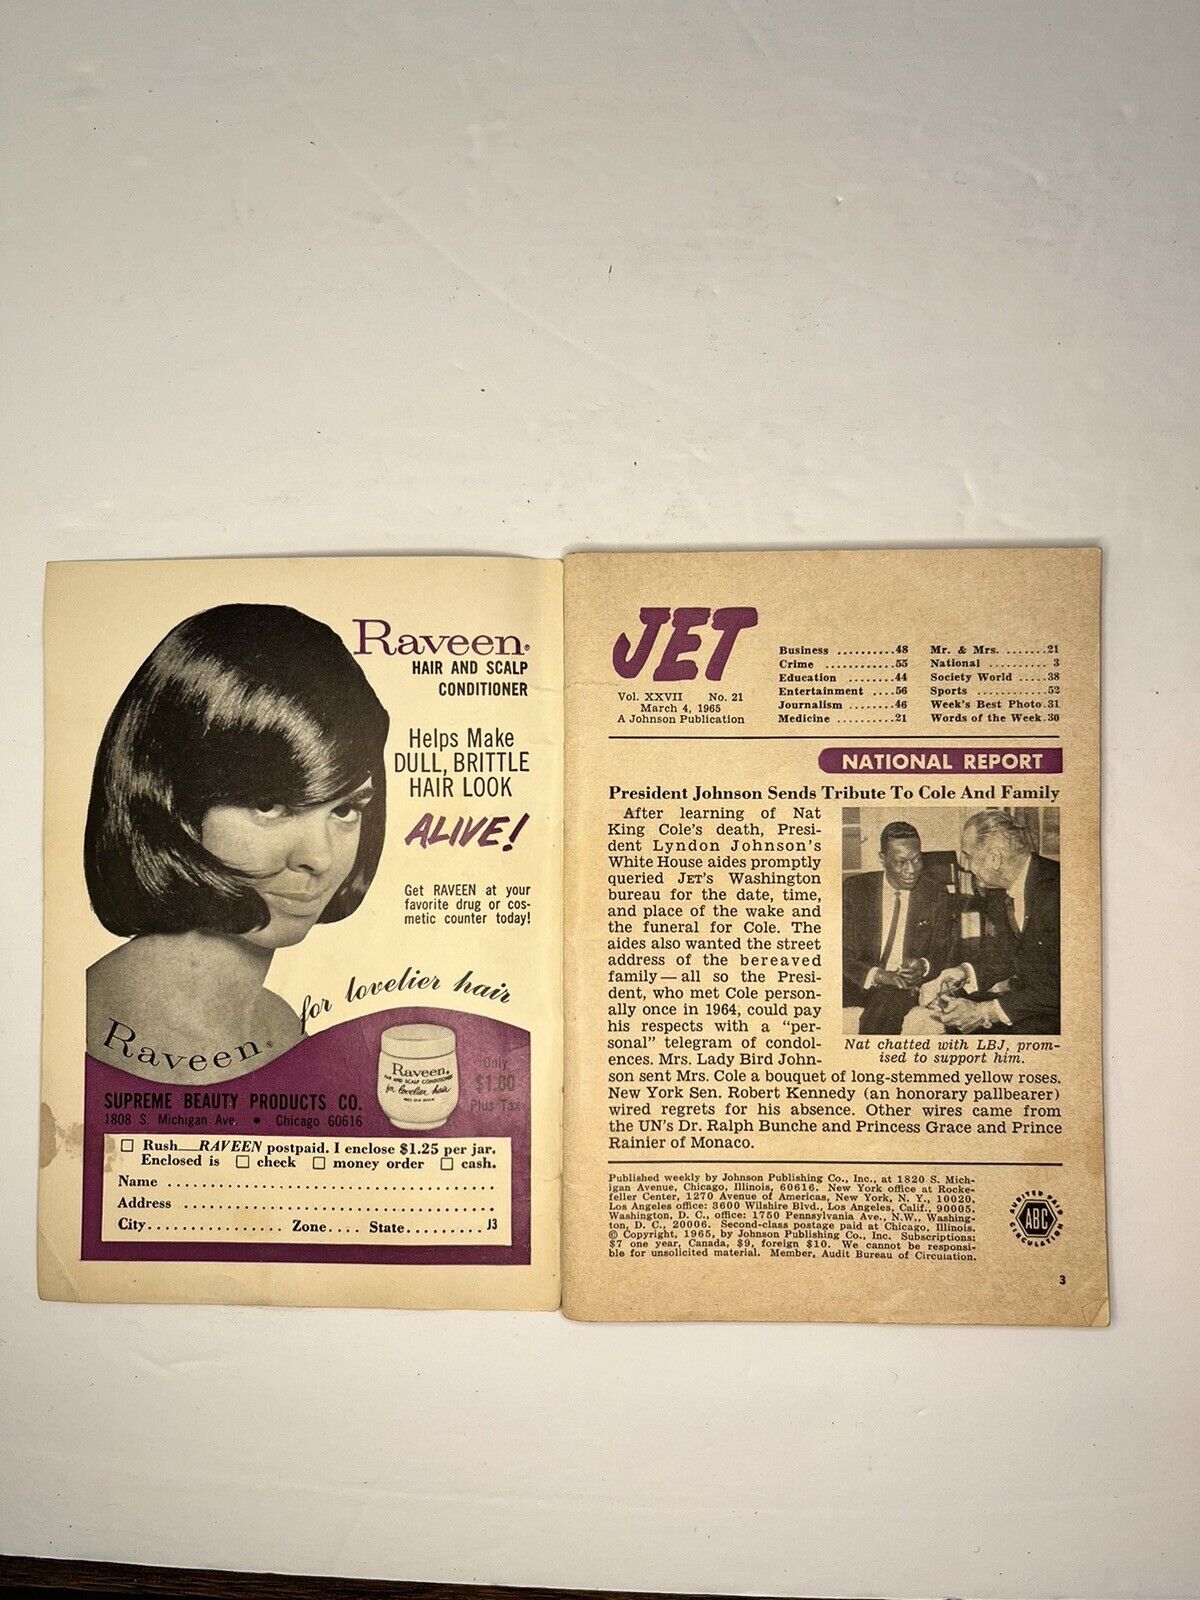 Raveen®
HAIR AND SCALP
CONDITIONER
Helps Make
DULL, BRITTLE
HAIR LOOK
ALIVE!
Get RAVEEN at your
favorite drug or cos-
metic counter today!
for lovelier hair
Raveen®
Raveen®
HAIR AND SCALP CONDITIONER
for lovelier hair
Only
$1.00
Plus Tax
SUPREME BEAUTY PRODUCTS CO.
1808 S. Michigan Ave. • Chicago 60616
Rush RAVEEN postpaid. I enclose $1.25 per jar.
Enclosed is check money order cash.
Name
Address
City.............. Zone.... State............ J3
JET
Vol. XXVII No. 21
March 4, 1965
A Johnson Publication
Business ..........48
Crime ............55
Education ........44
Entertainment ....56
Journalism .......46
Medicine .........21
Mr. & Mrs. .......21
National .......... 3
Society World .....38
Sports ............52
Week's Best Photo.31
Words of the Week.30
NATIONAL REPORT
President Johnson Sends Tribute To Cole And Family
After learning of Nat
King Cole's death, Presi-
dent Lyndon Johnson's
White House aides promptly
queried JET's Washington
bureau for the date, time,
and place of the wake and
the funeral for Cole. The
aides also wanted the street
address of the bereaved
family—all so the Presi-
dent, who met Cole person-
ally once in 1964, could pay
his respects with a "per-
sonal" telegram of condol-
ences. Mrs. Lady Bird John-
son sent Mrs. Cole a bouquet of long-stemmed yellow roses.
New York Sen. Robert Kennedy (an honorary pallbearer)
wired regrets for his absence. Other wires came from
the UN's Dr. Ralph Bunche and Princess Grace and Prince
Rainier of Monaco.
Nat chatted with LBJ, prom-
ised to support him.
Published weekly by Johnson Publishing Co., Inc., at 1820 S. Mich-
igan Avenue, Chicago, Illinois, 60616. New York office at Rocke-
feller Center, 1270 Avenue of Americas, New York, N. Y., 10020.
Los Angeles office: 3600 Wilshire Blvd., Los Angeles, Calif., 90005.
Washington, D. C., office: 1750 Pennsylvania Ave., N.W., Washing-
ton, D. C., 20006. Second-class postage paid at Chicago, Illinois.
© Copyright, 1965, by Johnson Publishing Co., Inc. Subscriptions:
$7 one year, Canada, $9, foreign $10. We cannot be responsi-
ble for unsolicited material. Member, Audit Bureau of Circulation.
AUDITED PAID
ABC
CIRCULATION
3